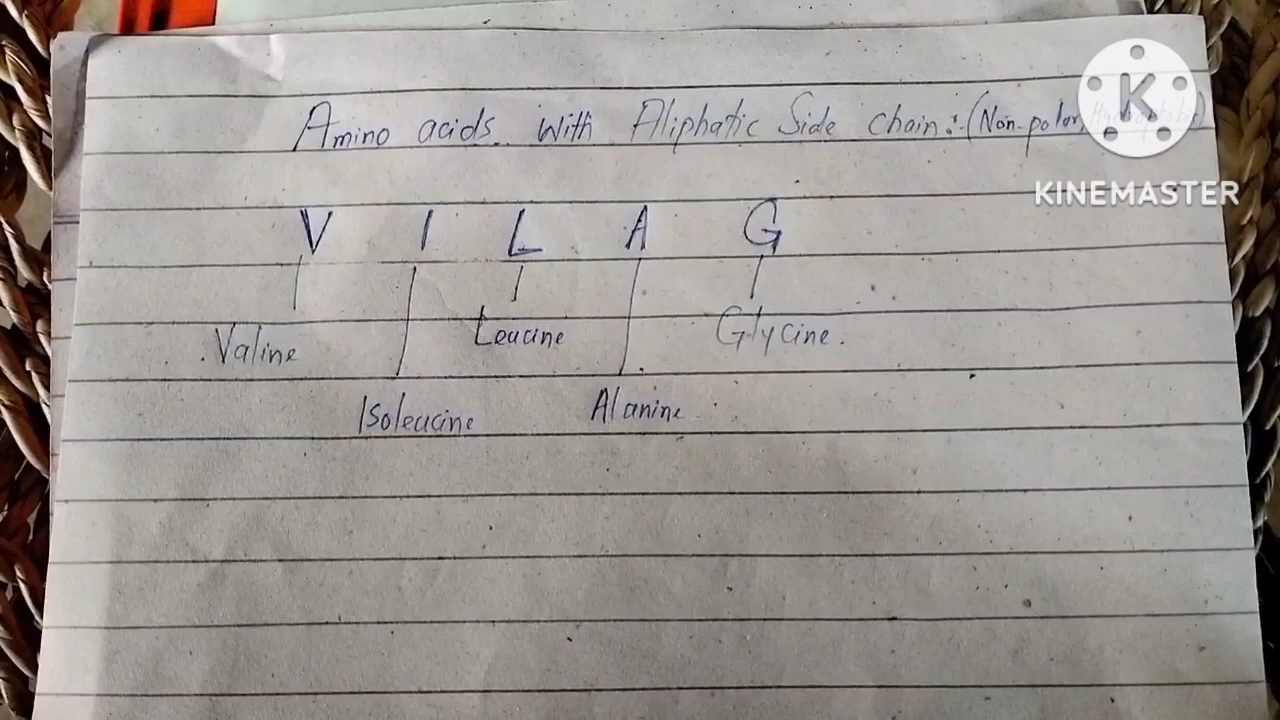 Amino acids with Aliphatic Side chain:-(Non-polar,
K
KINEMASTER
V I L A G
Valine Leucine Glycine.
Isoleucine Alanine